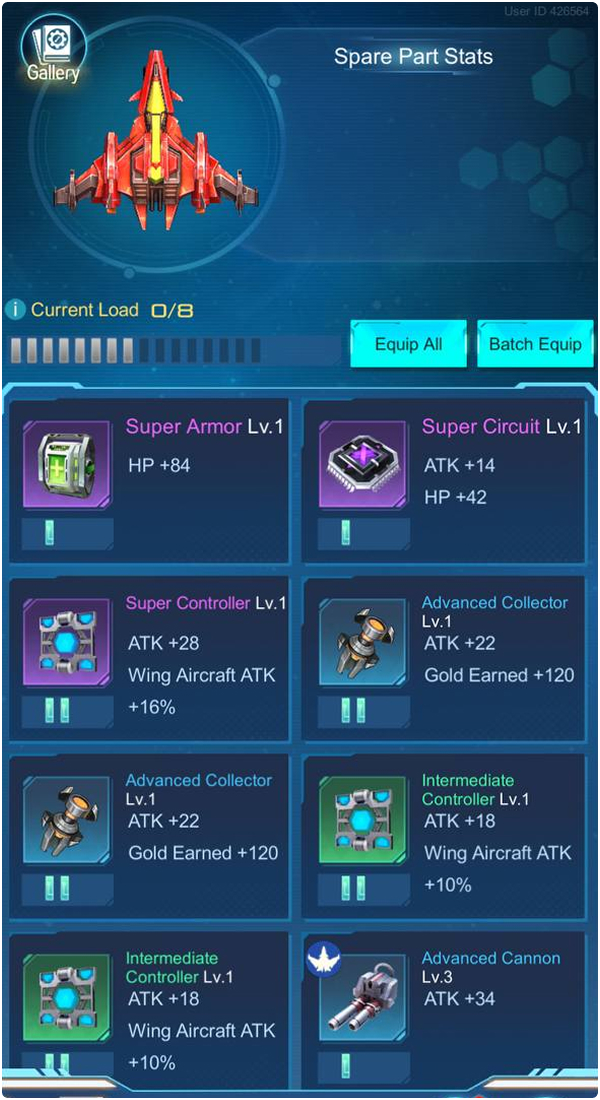 User ID 426564
Gallery
Spare Part Stats
i Current Load 0/8
Equip All
Batch Equip
Super Armor Lv.1
HP +84
Super Circuit Lv.1
ATK +14
HP +42
Super Controller Lv.1
ATK +28
Wing Aircraft ATK
+16%
Advanced Collector
Lv.1
ATK +22
Gold Earned +120
Advanced Collector
Lv.1
ATK +22
Gold Earned +120
Intermediate
Controller Lv.1
ATK +18
Wing Aircraft ATK
+10%
Intermediate
Controller Lv.1
ATK +18
Wing Aircraft ATK
+10%
Advanced Cannon
Lv.3
ATK +34